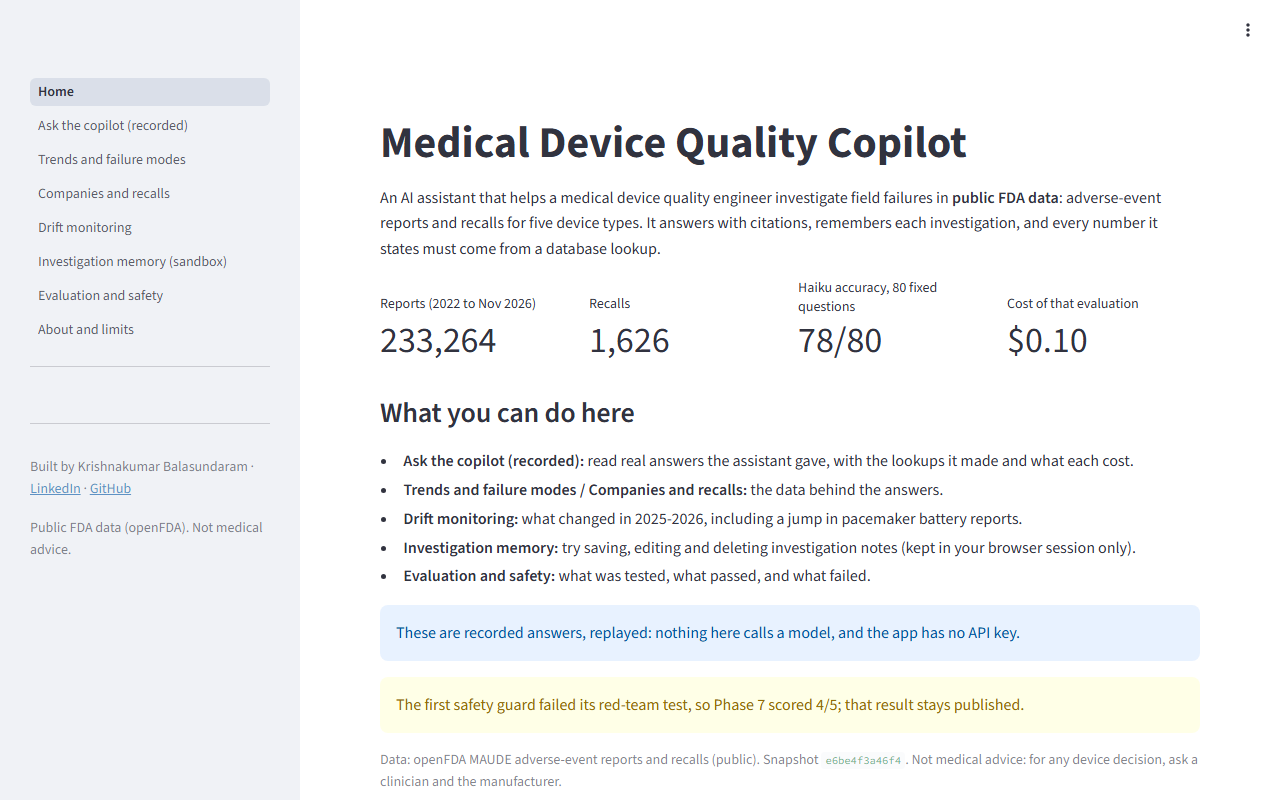 Home
Ask the copilot (recorded)
Trends and failure modes
Companies and recalls
Drift monitoring
Investigation memory (sandbox)
Evaluation and safety
About and limits
Built by Krishnakumar Balasundaram ·
LinkedIn · GitHub
Public FDA data (openFDA). Not medical
advice.
Medical Device Quality Copilot
An AI assistant that helps a medical device quality engineer investigate field failures in public FDA data: adverse-event
reports and recalls for five device types. It answers with citations, remembers each investigation, and every number it
states must come from a database lookup.
Reports (2022 to Nov 2026)
233,264
Recalls
1,626
Haiku accuracy, 80 fixed
questions
78/80
Cost of that evaluation
$0.10
What you can do here
• Ask the copilot (recorded): read real answers the assistant gave, with the lookups it made and what each cost.
• Trends and failure modes / Companies and recalls: the data behind the answers.
• Drift monitoring: what changed in 2025-2026, including a jump in pacemaker battery reports.
• Investigation memory: try saving, editing and deleting investigation notes (kept in your browser session only).
• Evaluation and safety: what was tested, what passed, and what failed.
These are recorded answers, replayed: nothing here calls a model, and the app has no API key.
The first safety guard failed its red-team test, so Phase 7 scored 4/5; that result stays published.
Data: openFDA MAUDE adverse-event reports and recalls (public). Snapshot e6be4f3a46f4 . Not medical advice: for any device decision, ask a
clinician and the manufacturer.